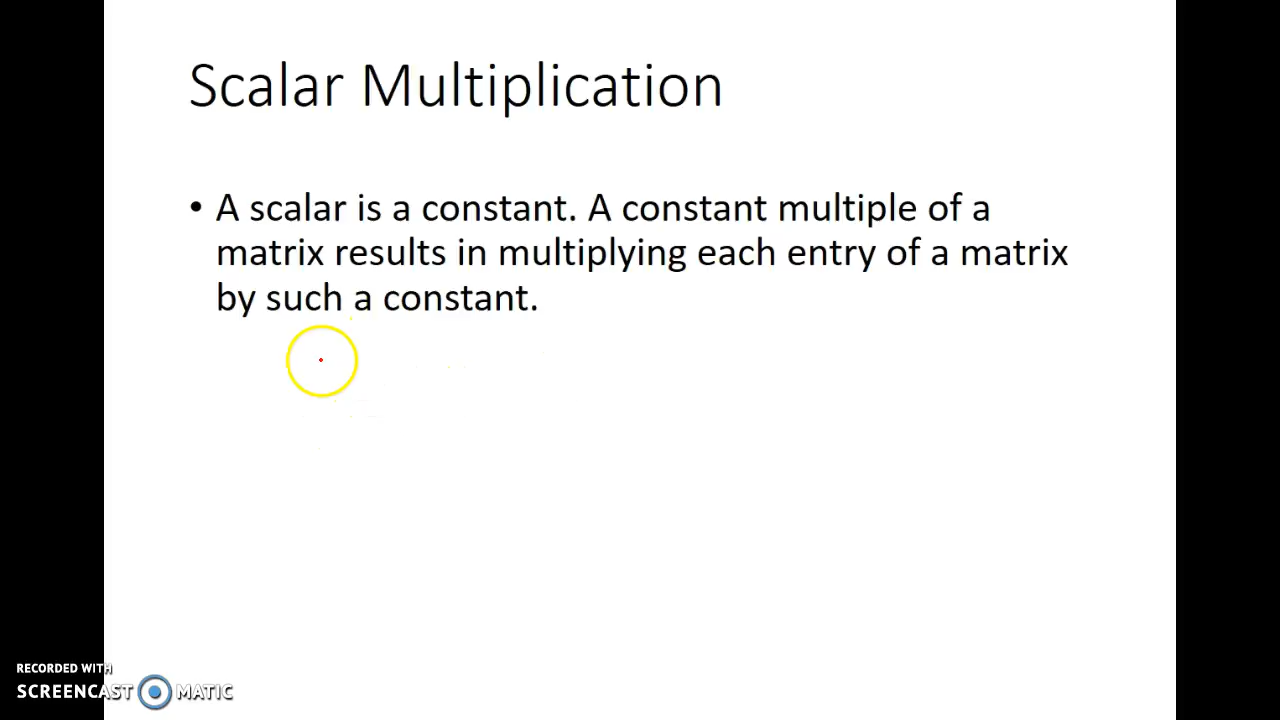 Scalar Multiplication
• A scalar is a constant. A constant multiple of a
matrix results in multiplying each entry of a matrix
by such a constant.
RECORDED WITH
SCREENCAST MATIC